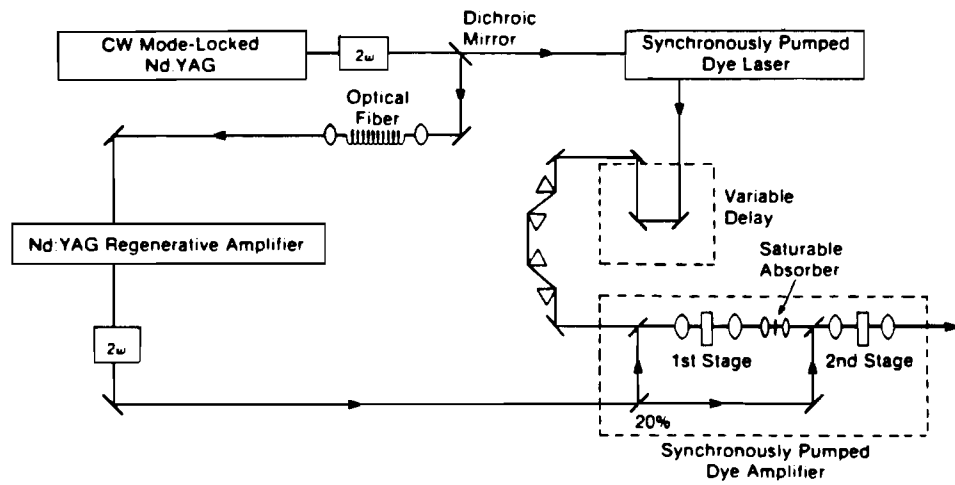 Dichroic
Mirror
CW Mode-Locked
Nd:YAG
2ω
Synchronously Pumped
Dye Laser
Optical
Fiber
Variable
Delay
Nd:YAG Regenerative Amplifier
Saturable
Absorber
2ω
1st Stage
2nd Stage
20%
Synchronously Pumped
Dye Amplifier